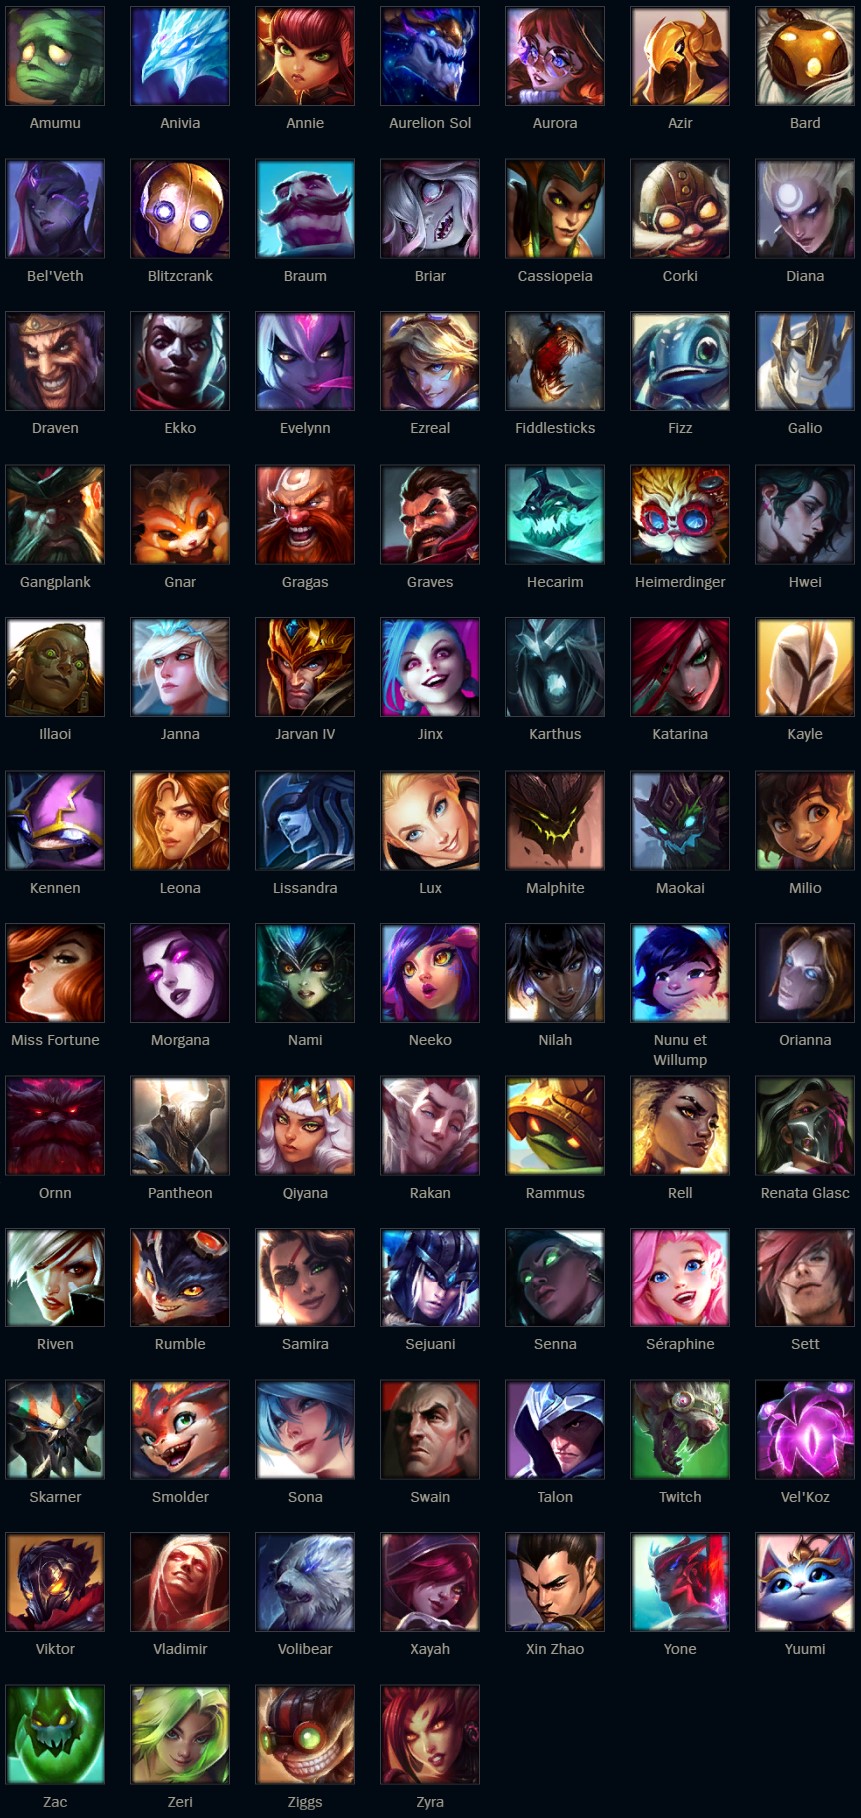 Amumu Anivia Annie Aurelion Sol Aurora Azir Bard
Bel'Veth Blitzcrank Braum Briar Cassiopeia Corki Diana
Draven Ekko Evelynn Ezreal Fiddlesticks Fizz Galio
Gangplank Gnar Gragas Graves Hecarim Heimerdinger Hwei
Illaoi Janna Jarvan IV Jinx Karthus Katarina Kayle
Kennen Leona Lissandra Lux Malphite Maokai Milio
Miss Fortune Morgana Nami Neeko Nilah Nunu et Orianna
Willump
Ornn Pantheon Qiyana Rakan Rammus Rell Renata Glasc
Riven Rumble Samira Sejuani Senna Séraphine Sett
Skarner Smolder Sona Swain Talon Twitch Vel'Koz
Viktor Vladimir Volibear Xayah Xin Zhao Yone Yuumi
Zac Zeri Ziggs Zyra